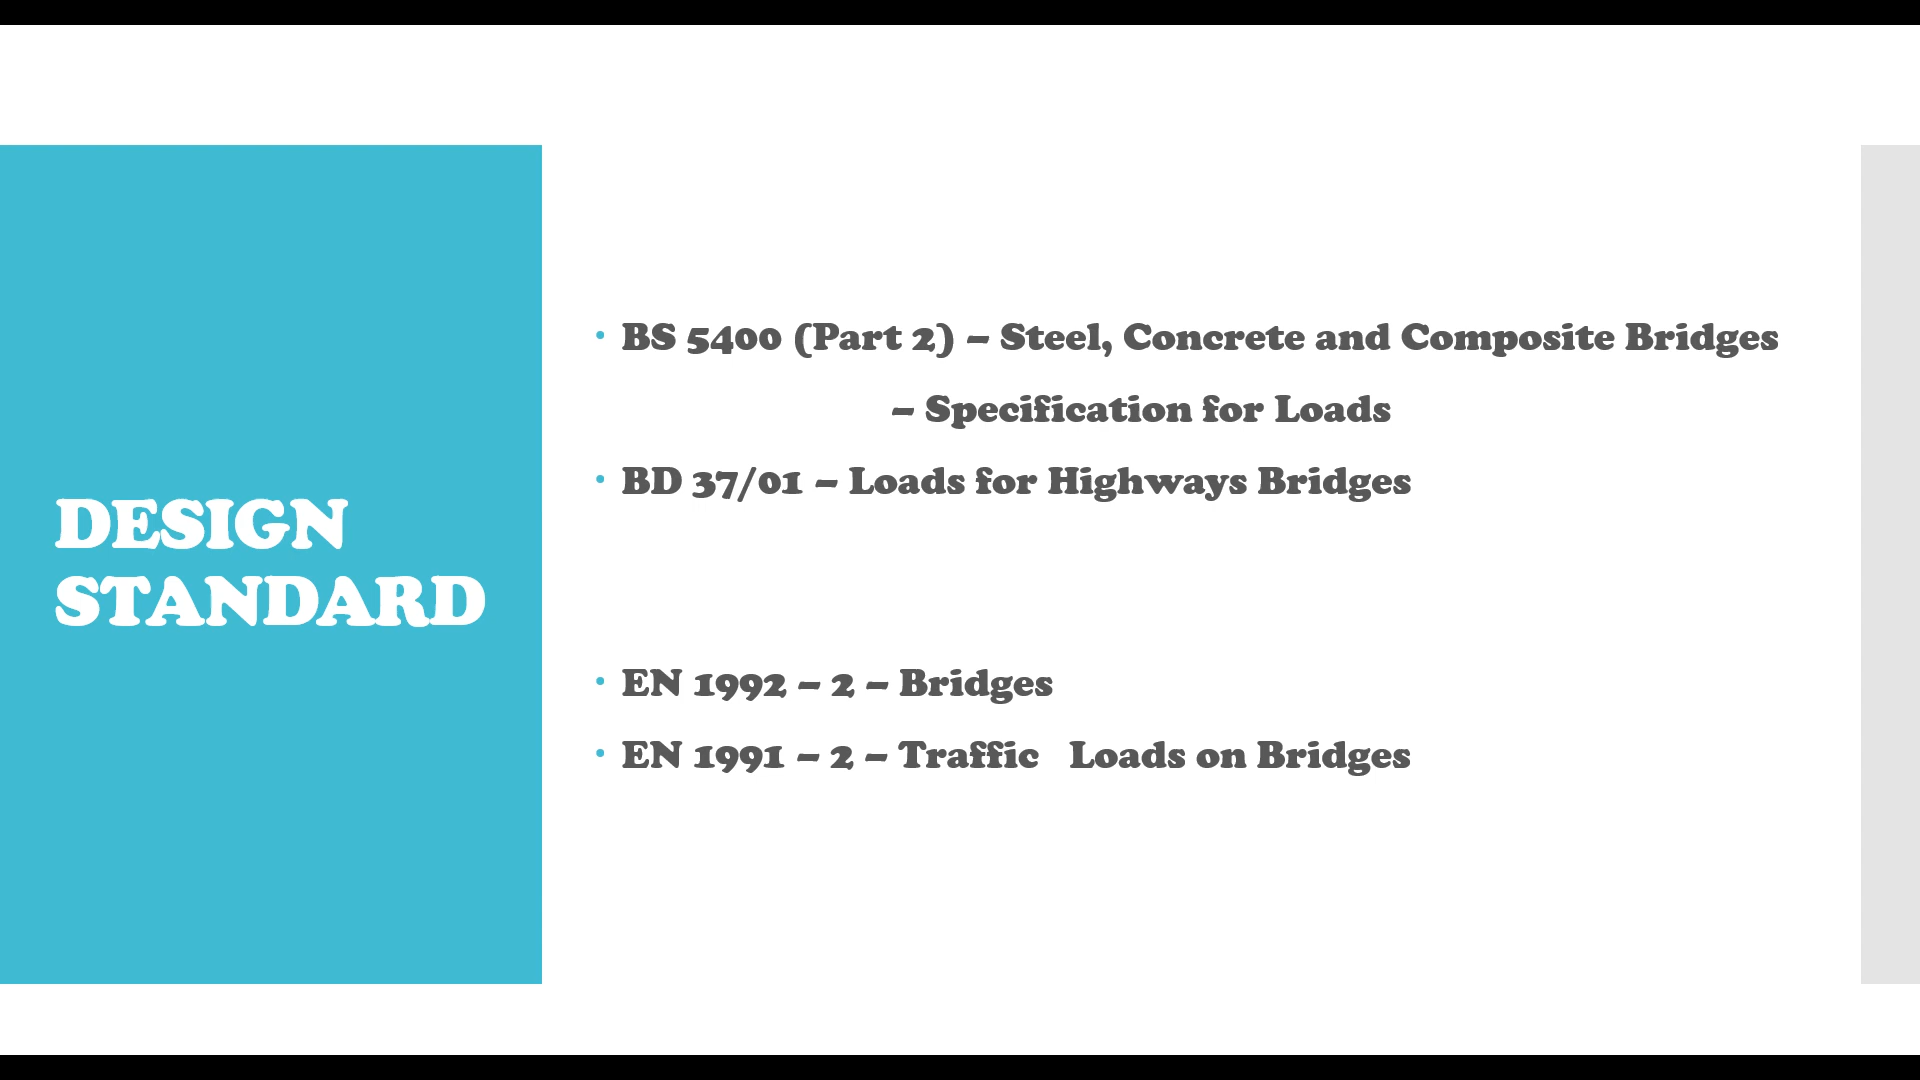 DESIGN
STANDARD
• BS 5400 (Part 2) – Steel, Concrete and Composite Bridges
– Specification for Loads
• BD 37/01 – Loads for Highways Bridges
• EN 1992 – 2 – Bridges
• EN 1991 – 2 – Traffic   Loads on Bridges